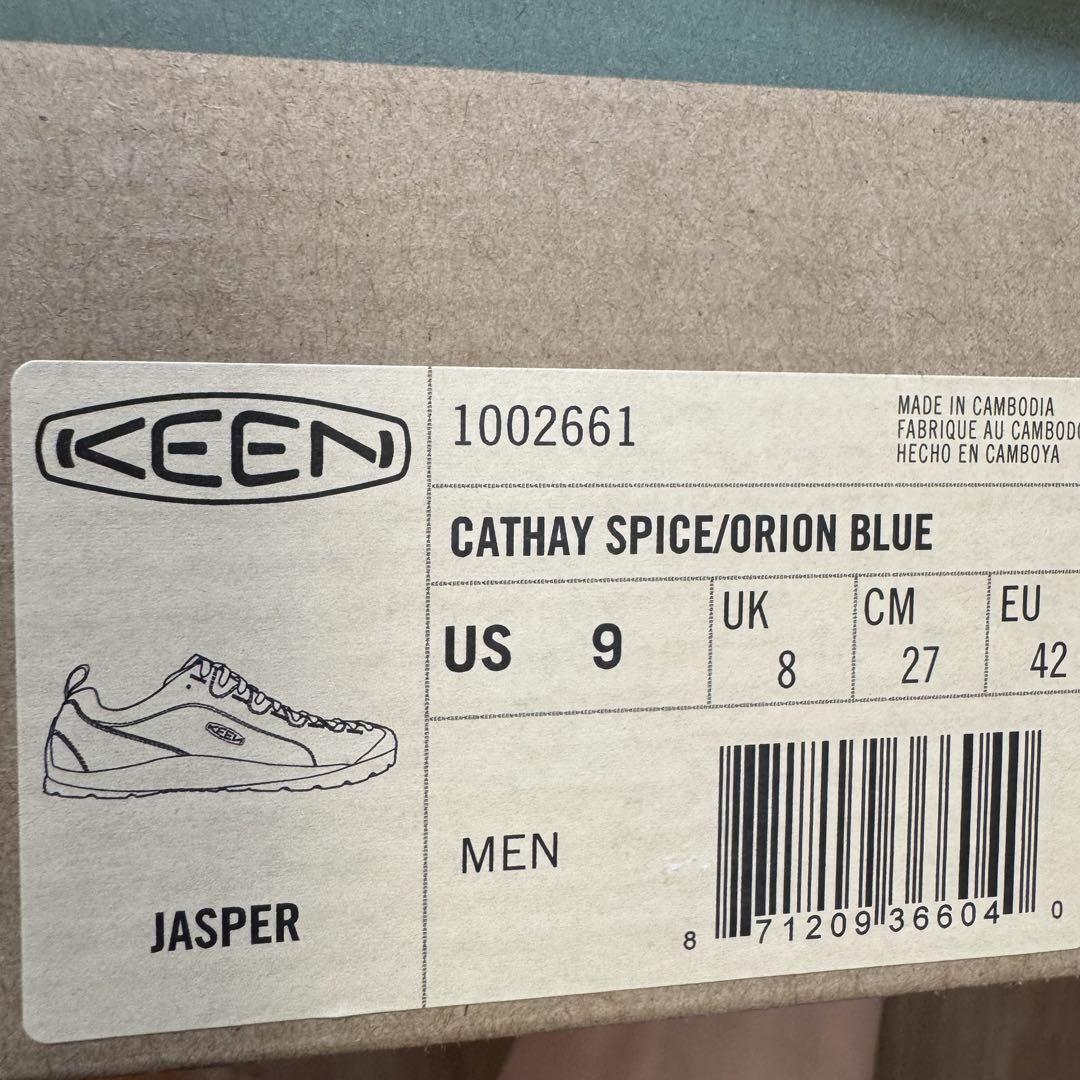 KEEN
1002661
MADE IN CAMBODIA
FABRIQUE AU CAMBODG
HECHO EN CAMBOYA
CATHAY SPICE/ORION BLUE
US 9
UK 8
CM 27
EU 42
KEEN
JASPER
MEN
8 71209 36604 0